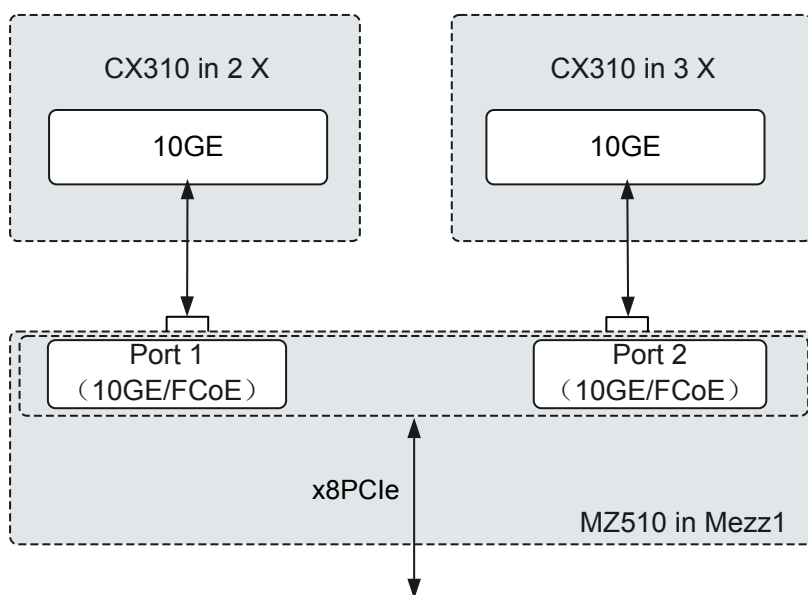 CX310 in 2 X
CX310 in 3 X
10GE
10GE
Port 1
（10GE/FCoE）
Port 2
（10GE/FCoE）
x8PCIe
MZ510 in Mezz1